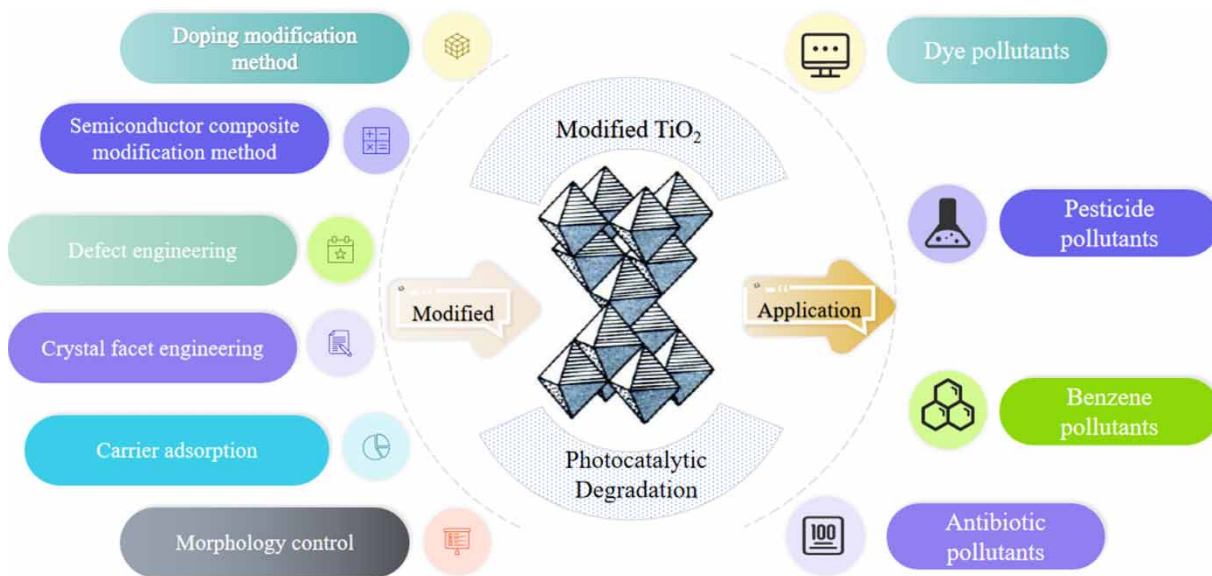 Doping modification
method
Semiconductor composite
modification method
Defect engineering
Crystal facet engineering
Carrier adsorption
Morphology control
Modified
Modified TiO₂
Photocatalytic
Degradation
Application
Dye pollutants
Pesticide
pollutants
Benzene
pollutants
100
Antibiotic
pollutants